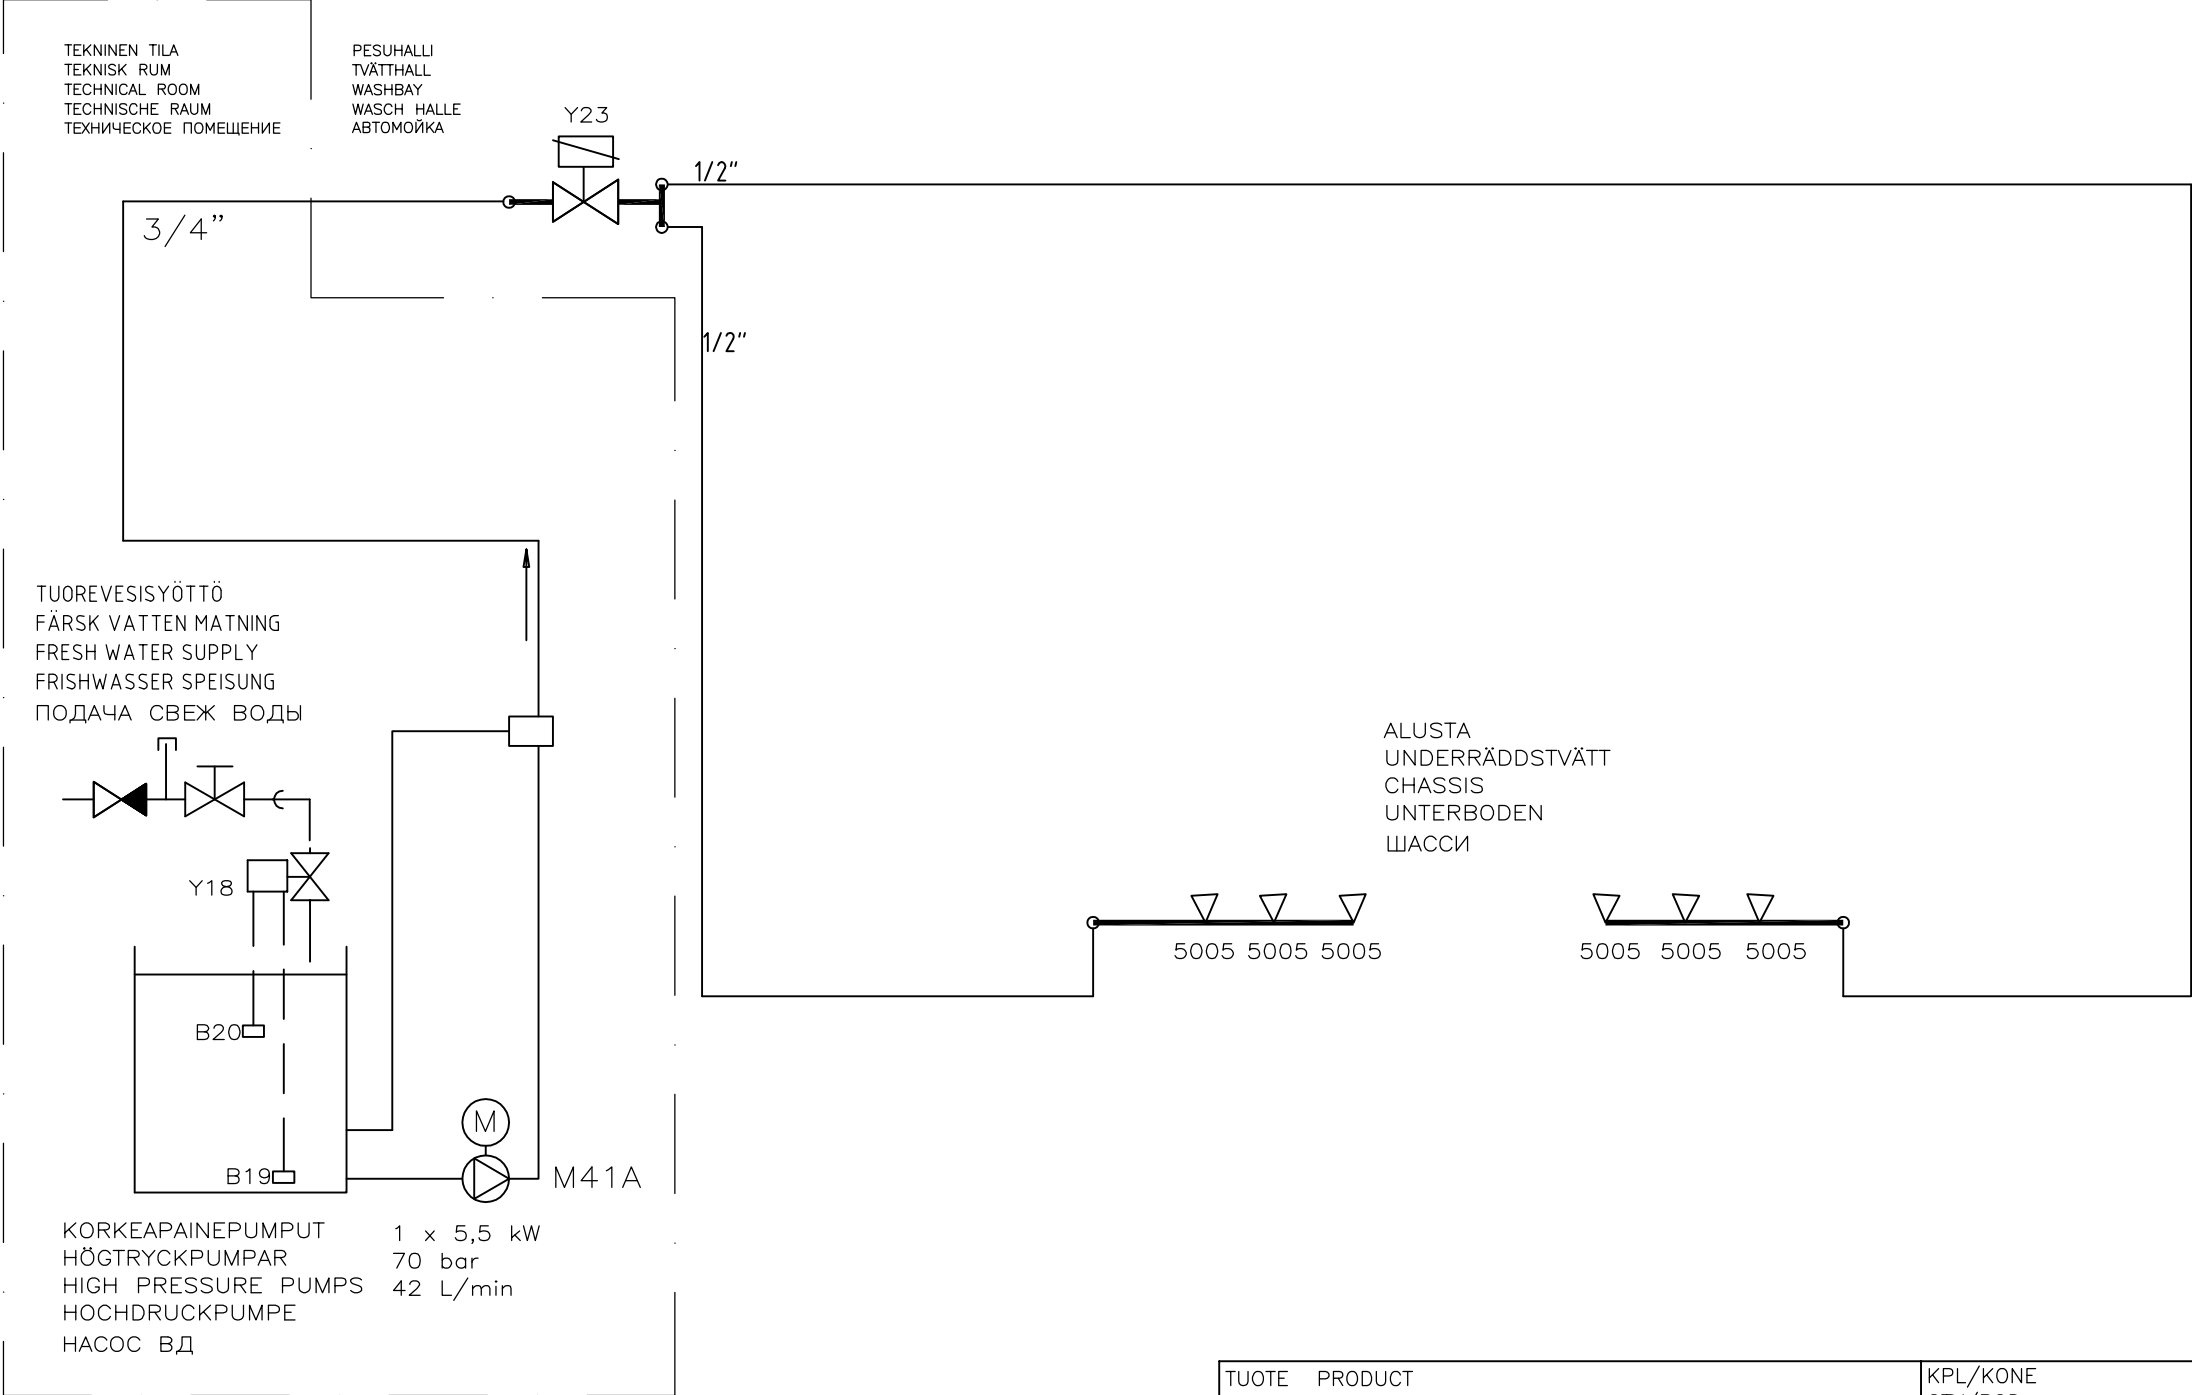 TEKNINEN TILA
TEKNISK RUM
TECHNICAL ROOM
TECHNISCHE RAUM
ТЕХНИЧЕСКОЕ ПОМЕЩЕНИЕ
PESUHALLI
TVÄTTHALL
WASHBAY
WASCH HALLE
АВТОМОЙКА
Y23
1/2"
3/4"
1/2"
TUOREVESISYÖTTÖ
FÄRSK VATTEN MATNING
FRESH WATER SUPPLY
FRISHWASSER SPEISUNG
ПОДАЧА СВЕЖ ВОДЫ
ALUSTA
UNDERRÄDDSTVÄTT
CHASSIS
UNTERBODEN
ШАССИ
Y18
5005 5005 5005
5005 5005 5005
B20
M
B19
M41A
KORKEAPAINEPUMPUT
HÖGTRYCKPUMPAR
HIGH PRESSURE PUMPS
HOCHDRUCKPUMPE
НАСОС ВД
1 x 5,5 kW
70 bar
42 L/min
TUOTE PRODUCT
KPL/KONE